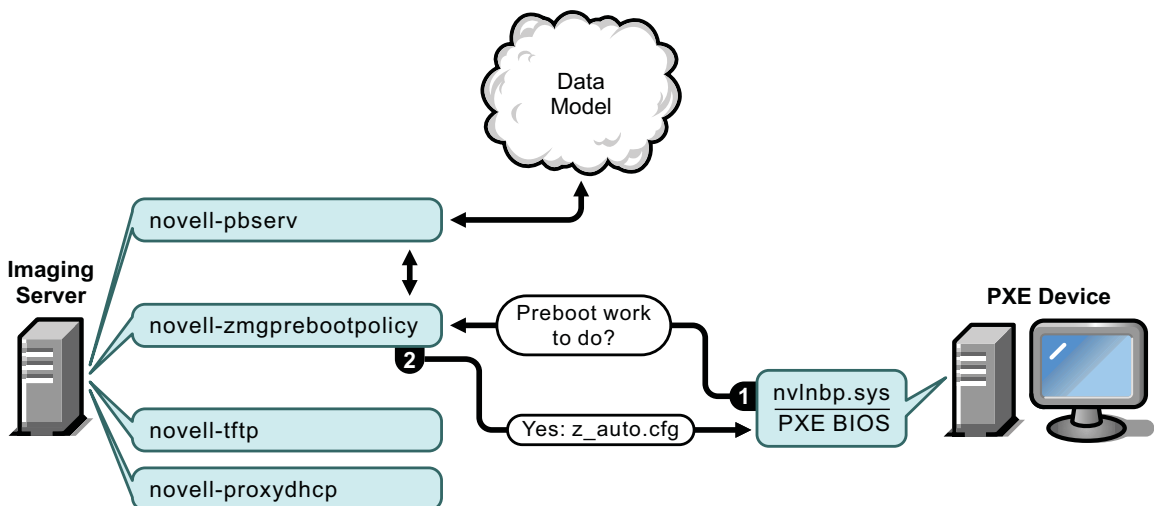 Data
Model
novell-pbserv
Imaging
Server
novell-zmgprebootpolicy
2
Preboot work
to do?
PXE Device
1
nvlnbp.sys
PXE BIOS
novell-tftp
Yes: z_auto.cfg
novell-proxydhcp